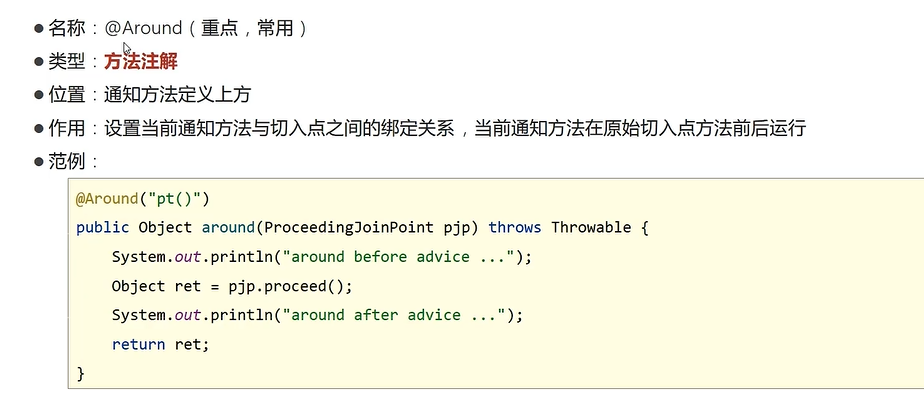 ● 名称：@Around（重点，常用）
● 类型：方法注解
● 位置：通知方法定义上方
● 作用：设置当前通知方法与切入点之间的绑定关系，当前通知方法在原始切入点方法前后运行
● 范例：
@Around("pt()")
public Object around(ProceedingJoinPoint pjp) throws Throwable {
    System.out.println("around before advice ...");
    Object ret = pjp.proceed();
    System.out.println("around after advice ...");
    return ret;
}